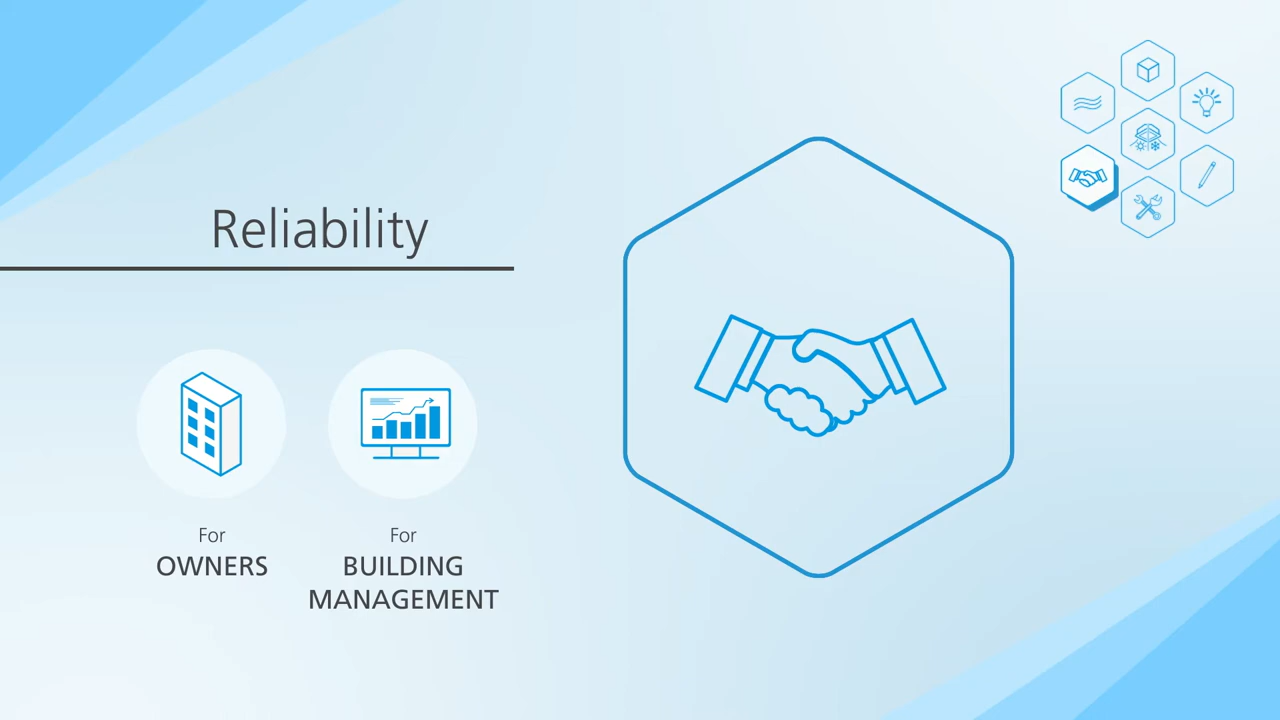 Reliability
For
OWNERS
For
BUILDING
MANAGEMENT